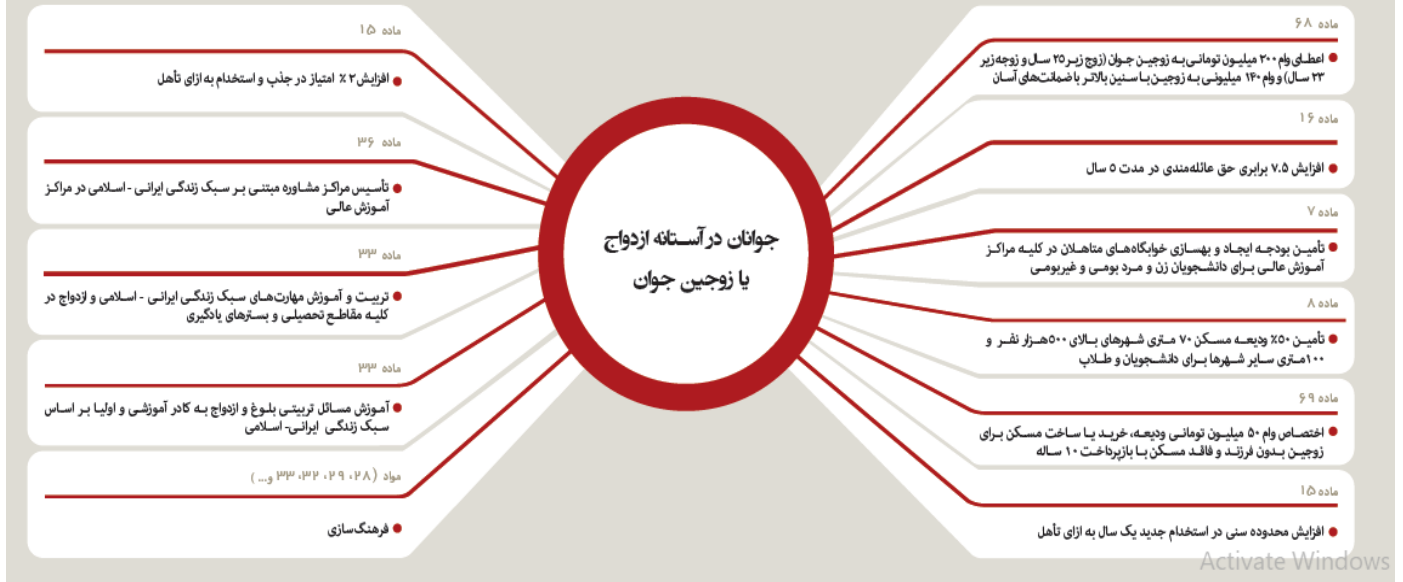 ماده ۶۸
اعطای وام ۲۰۰ میلیون تومانی به زوجین جوان (زوج زیر ۲۵ سال و زوجه زیر
۲۳ سال) و وام ۱۴۰ میلیونی به زوجین با سنین بالاتر با ضمانت‌های آسان
ماده ۱۶
افزایش ۷.۵ برابری حق عائله‌مندی در مدت ۵ سال
ماده ۷
تأمین بودجه ایجاد و بهسازی خوابگاه‌های متاهلان در کلیه مراکز
آموزش عالی برای دانشجویان زن و مرد بومی و غیربومی
ماده ۸
تأمین ۵۰٪ ودیعه مسکن ۷۰ متری شهرهای بالای ۵۰۰هزار نفر و
۱۰۰متری سایر شهرها برای دانشجویان و طلاب
ماده ۶۹
اختصاص وام ۵۰ میلیون تومانی ودیعه، خرید یا ساخت مسکن برای
زوجین بدون فرزند و فاقد مسکن با بازپرداخت ۱۰ ساله
ماده ۱۵
افزایش محدوده سنی در استخدام جدید یک سال به ازای تأهل
جوانان در آستانه ازدواج
یا زوجین جوان
ماده ۱۵
افزایش ۲٪ امتیاز در جذب و استخدام به ازای تأهل
ماده ۳۶
تأسیس مراکز مشاوره مبتنی بر سبک زندگی ایرانی - اسلامی در مراکز
آموزش عالی
ماده ۳۳
تربیت و آموزش مهارت‌های سبک زندگی ایرانی - اسلامی و ازدواج در
کلیه مقاطع تحصیلی و بسترهای یادگیری
ماده ۳۳
آموزش مسائل تربیتی بلوغ و ازدواج به کادر آموزشی و اولیا بر اساس
سبک زندگی ایرانی- اسلامی
مواد (۲۸، ۲۹، ۳۲، ۳۳ و... )
فرهنگ‌سازی
Activate Windows